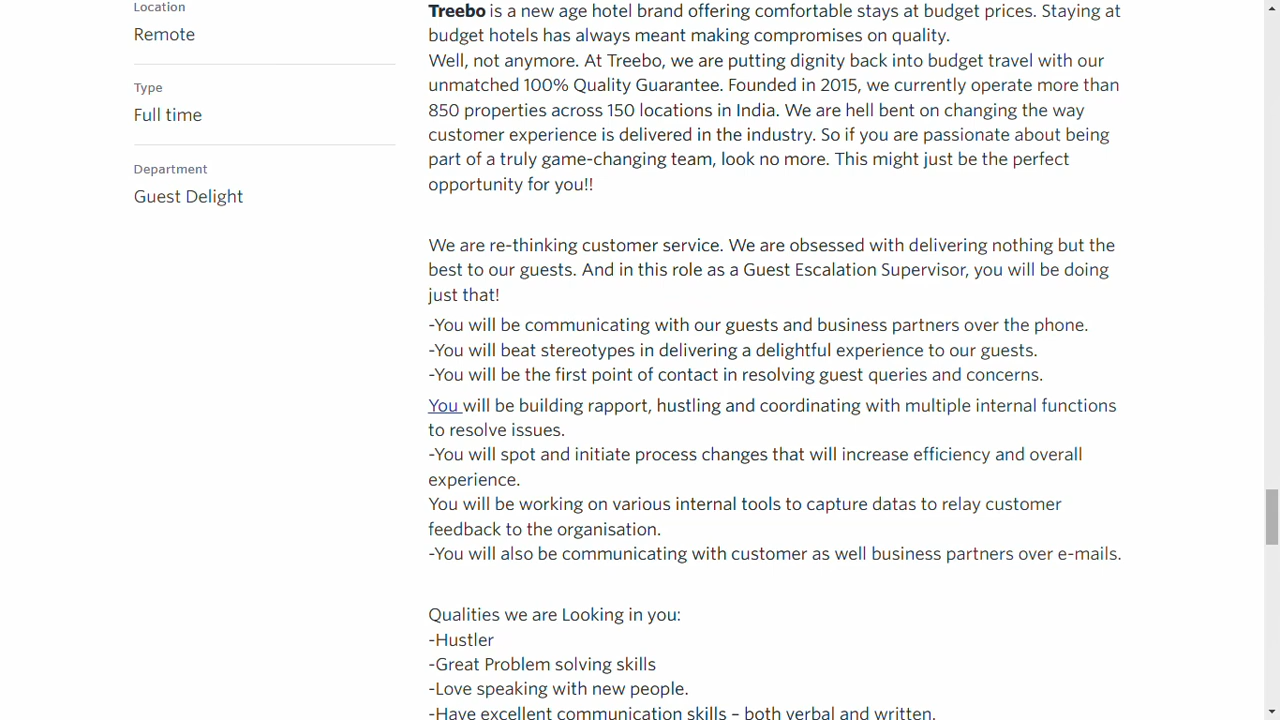 Location
Remote
Type
Full time
Department
Guest Delight
Treebo is a new age hotel brand offering comfortable stays at budget prices. Staying at
budget hotels has always meant making compromises on quality.
Well, not anymore. At Treebo, we are putting dignity back into budget travel with our
unmatched 100% Quality Guarantee. Founded in 2015, we currently operate more than
850 properties across 150 locations in India. We are hell bent on changing the way
customer experience is delivered in the industry. So if you are passionate about being
part of a truly game-changing team, look no more. This might just be the perfect
opportunity for you!!
We are re-thinking customer service. We are obsessed with delivering nothing but the
best to our guests. And in this role as a Guest Escalation Supervisor, you will be doing
just that!
-You will be communicating with our guests and business partners over the phone.
-You will beat stereotypes in delivering a delightful experience to our guests.
-You will be the first point of contact in resolving guest queries and concerns.
You will be building rapport, hustling and coordinating with multiple internal functions
to resolve issues.
-You will spot and initiate process changes that will increase efficiency and overall
experience.
You will be working on various internal tools to capture datas to relay customer
feedback to the organisation.
-You will also be communicating with customer as well business partners over e-mails.
Qualities we are Looking in you:
-Hustler
-Great Problem solving skills
-Love speaking with new people.
-Have excellent communication skills – both verbal and written.